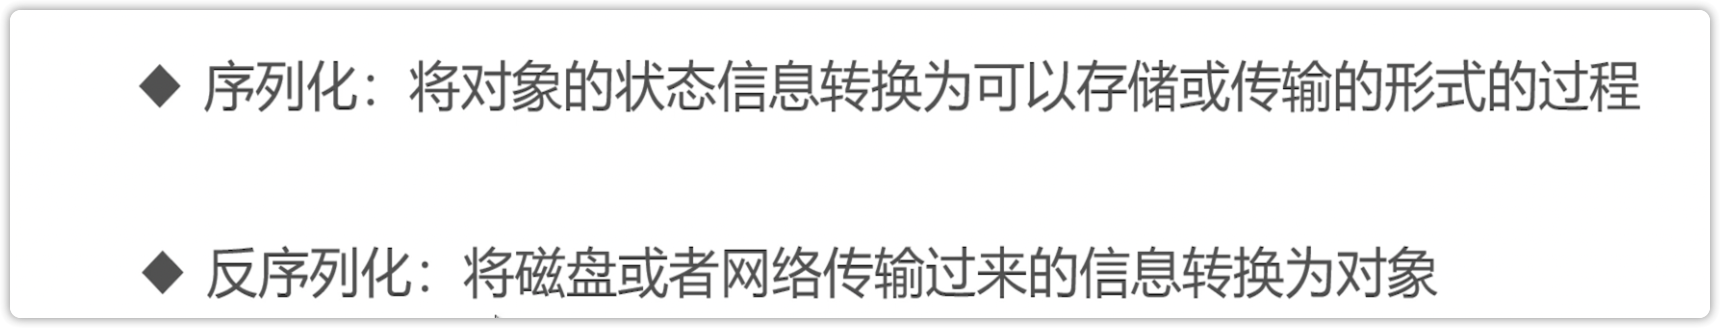 ◆ 序列化：将对象的状态信息转换为可以存储或传输的形式的过程
◆ 反序列化：将磁盘或者网络传输过来的信息转换为对象